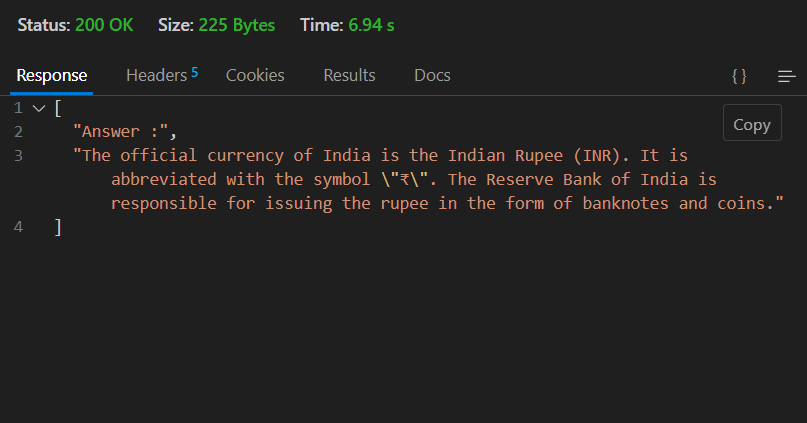 Status: 200 OK Size: 225 Bytes Time: 6.94 s
Response Headers 5 Cookies Results Docs {} 
1 [
Copy
2 "Answer :",
3 "The official currency of India is the Indian Rupee (INR). It is
abbreviated with the symbol \"₹\". The Reserve Bank of India is
responsible for issuing the rupee in the form of banknotes and coins."
4 ]